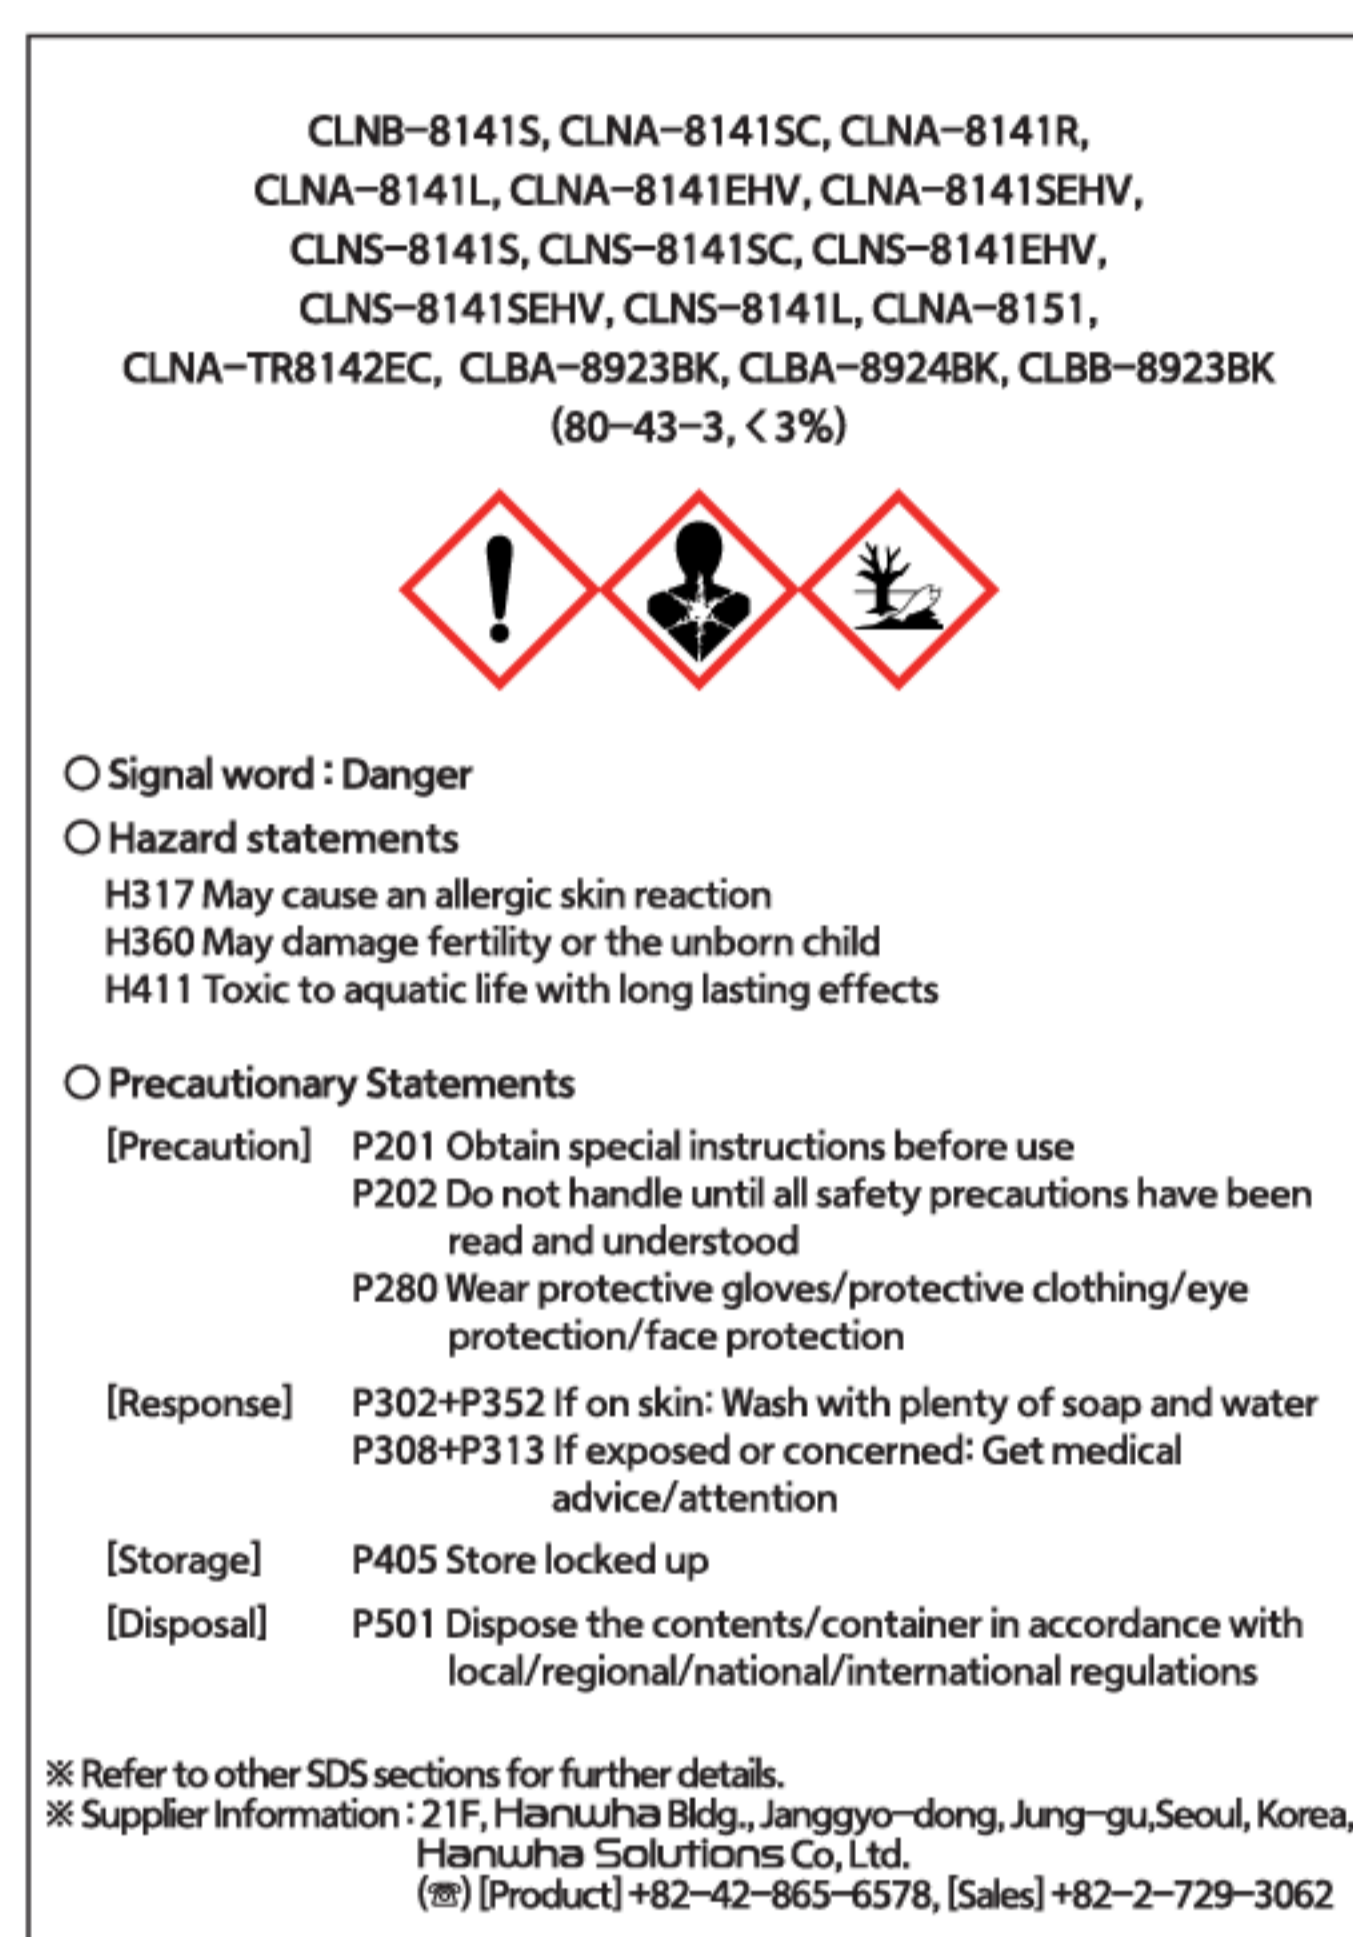 CLNB-8141S, CLNA-8141SC, CLNA-8141R,
CLNA-8141L, CLNA-8141EHV, CLNA-8141SEHV,
CLNS-8141S, CLNS-8141SC, CLNS-8141EHV,
CLNS-8141SEHV, CLNS-8141L, CLNA-8151,
CLNA-TR8142EC, CLBA-8923BK, CLBA-8924BK, CLBB-8923BK
(80-43-3, < 3%)
○ Signal word : Danger
○ Hazard statements
H317 May cause an allergic skin reaction
H360 May damage fertility or the unborn child
H411 Toxic to aquatic life with long lasting effects
○ Precautionary Statements
[Precaution] P201 Obtain special instructions before use
P202 Do not handle until all safety precautions have been
read and understood
P280 Wear protective gloves/protective clothing/eye
protection/face protection
[Response] P302+P352 If on skin: Wash with plenty of soap and water
P308+P313 If exposed or concerned: Get medical
advice/attention
[Storage] P405 Store locked up
[Disposal] P501 Dispose the contents/container in accordance with
local/regional/national/international regulations
※ Refer to other SDS sections for further details.
※ Supplier Information : 21F, Hanwha Bldg., Janggyo-dong, Jung-gu,Seoul, Korea,
Hanwha Solutions Co, Ltd.
(☏) [Product] +82-42-865-6578, [Sales] +82-2-729-3062